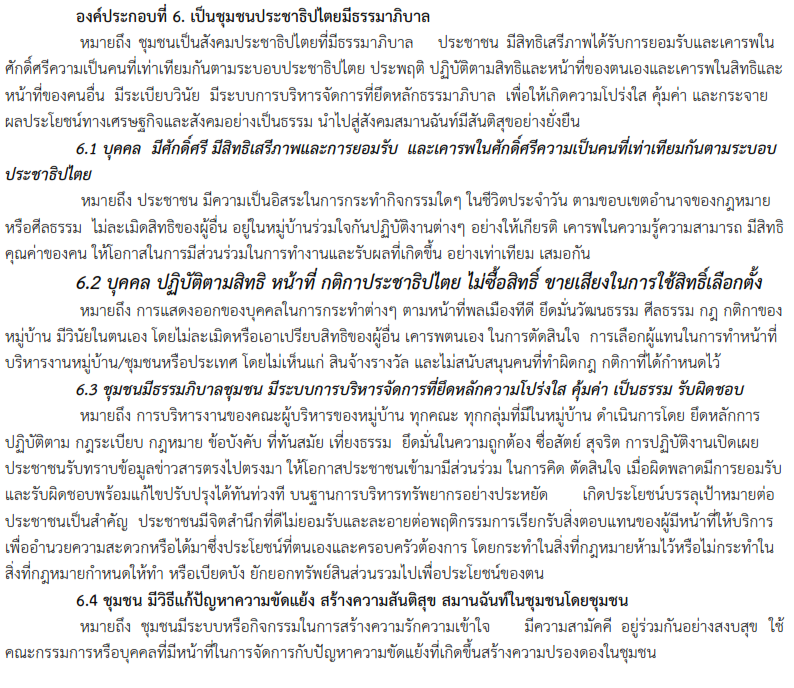 องค์ประกอบที่ 6. เป็นชุมชนประชาธิปไตยมีธรรมาภิบาล
หมายถึง ชุมชนเป็นสังคมประชาธิปไตยที่มีธรรมาภิบาล ประชาชน มีสิทธิเสรีภาพได้รับการยอมรับและเคารพใน
ศักดิ์ศรีความเป็นคนที่เท่าเทียมกันตามระบอบประชาธิปไตย ประพฤติ ปฏิบัติตามสิทธิและหน้าที่ของตนเองและเคารพในสิทธิและ
หน้าที่ของคนอื่น มีระเบียบวินัย มีระบบการบริหารจัดการที่ยึดหลักธรรมาภิบาล เพื่อให้เกิดความโปร่งใส คุ้มค่า และกระจาย
ผลประโยชน์ทางเศรษฐกิจและสังคมอย่างเป็นธรรม นำไปสู่สังคมสมานฉันท์มีสันติสุขอย่างยั่งยืน
6.1 บุคคล มีศักดิ์ศรี มีสิทธิเสรีภาพและการยอมรับ และเคารพในศักดิ์ศรีความเป็นคนที่เท่าเทียมกันตามระบอบ
ประชาธิปไตย
หมายถึง ประชาชน มีความเป็นอิสระในการกระทำกิจกรรมใดๆ ในชีวิตประจำวัน ตามขอบเขตอำนาจของกฎหมาย
หรือศีลธรรม ไม่ละเมิดสิทธิของผู้อื่น อยู่ในหมู่บ้านร่วมใจกันปฏิบัติงานต่างๆ อย่างให้เกียรติ เคารพในความรู้ความสามารถ มีสิทธิ
คุณค่าของคน ให้โอกาสในการมีส่วนร่วมในการทำงานและรับผลที่เกิดขึ้น อย่างเท่าเทียม เสมอกัน
6.2 บุคคล ปฏิบัติตามสิทธิ หน้าที่ กติกาประชาธิปไตย ไม่ซื้อสิทธิ์ ขายเสียงในการใช้สิทธิ์เลือกตั้ง
หมายถึง การแสดงออกของบุคคลในการกระทำต่างๆ ตามหน้าที่พลเมืองที่ดี ยึดมั่นวัฒนธรรม ศีลธรรม กฎ กติกาของ
หมู่บ้าน มีวินัยในตนเอง โดยไม่ละเมิดหรือเอาเปรียบสิทธิของผู้อื่น เคารพตนเอง ในการตัดสินใจ การเลือกผู้แทนในการทำหน้าที่
บริหารงานหมู่บ้าน/ชุมชนหรือประเทศ โดยไม่เห็นแก่ สินจ้างรางวัล และไม่สนับสนุนคนที่ทำผิดกฎ กติกาที่ได้กำหนดไว้
6.3 ชุมชนมีธรรมาภิบาลชุมชน มีระบบการบริหารจัดการที่ยึดหลักความโปร่งใส คุ้มค่า เป็นธรรม รับผิดชอบ
หมายถึง การบริหารงานของคณะผู้บริหารของหมู่บ้าน ทุกคณะ ทุกกลุ่มที่มีในหมู่บ้าน ดำเนินการโดย ยึดหลักการ
ปฏิบัติตาม กฎระเบียบ กฎหมาย ข้อบังคับ ที่ทันสมัย เที่ยงธรรม ยึดมั่นในความถูกต้อง ซื่อสัตย์ สุจริต การปฏิบัติงานเปิดเผย
ประชาชนรับทราบข้อมูลข่าวสารตรงไปตรงมา ให้โอกาสประชาชนเข้ามามีส่วนร่วม ในการคิด ตัดสินใจ เมื่อผิดพลาดมีการยอมรับ
และรับผิดชอบพร้อมแก้ไขปรับปรุงได้ทันท่วงที บนฐานการบริหารทรัพยากรอย่างประหยัด เกิดประโยชน์บรรลุเป้าหมายต่อ
ประชาชนเป็นสำคัญ ประชาชนมีจิตสำนึกที่ดีไม่ยอมรับและละอายต่อพฤติกรรมการเรียกรับสิ่งตอบแทนของผู้มีหน้าที่ให้บริการ
เพื่ออำนวยความสะดวกหรือได้มาซึ่งประโยชน์ที่ตนเองและครอบครัวต้องการ โดยกระทำในสิ่งที่กฎหมายห้ามไว้หรือไม่กระทำใน
สิ่งที่กฎหมายกำหนดให้ทำ หรือเบียดบัง ยักยอกทรัพย์สินส่วนรวมไปเพื่อประโยชน์ของตน
6.4 ชุมชน มีวิธีแก้ปัญหาความขัดแย้ง สร้างความสันติสุข สมานฉันท์ในชุมชนโดยชุมชน
หมายถึง ชุมชนมีระบบหรือกิจกรรมในการสร้างความรักความเข้าใจ มีความสามัคคี อยู่ร่วมกันอย่างสงบสุข ใช้
คณะกรรมการหรือบุคคลที่มีหน้าที่ในการจัดการกับปัญหาความขัดแย้งที่เกิดขึ้นสร้างความปรองดองในชุมชน